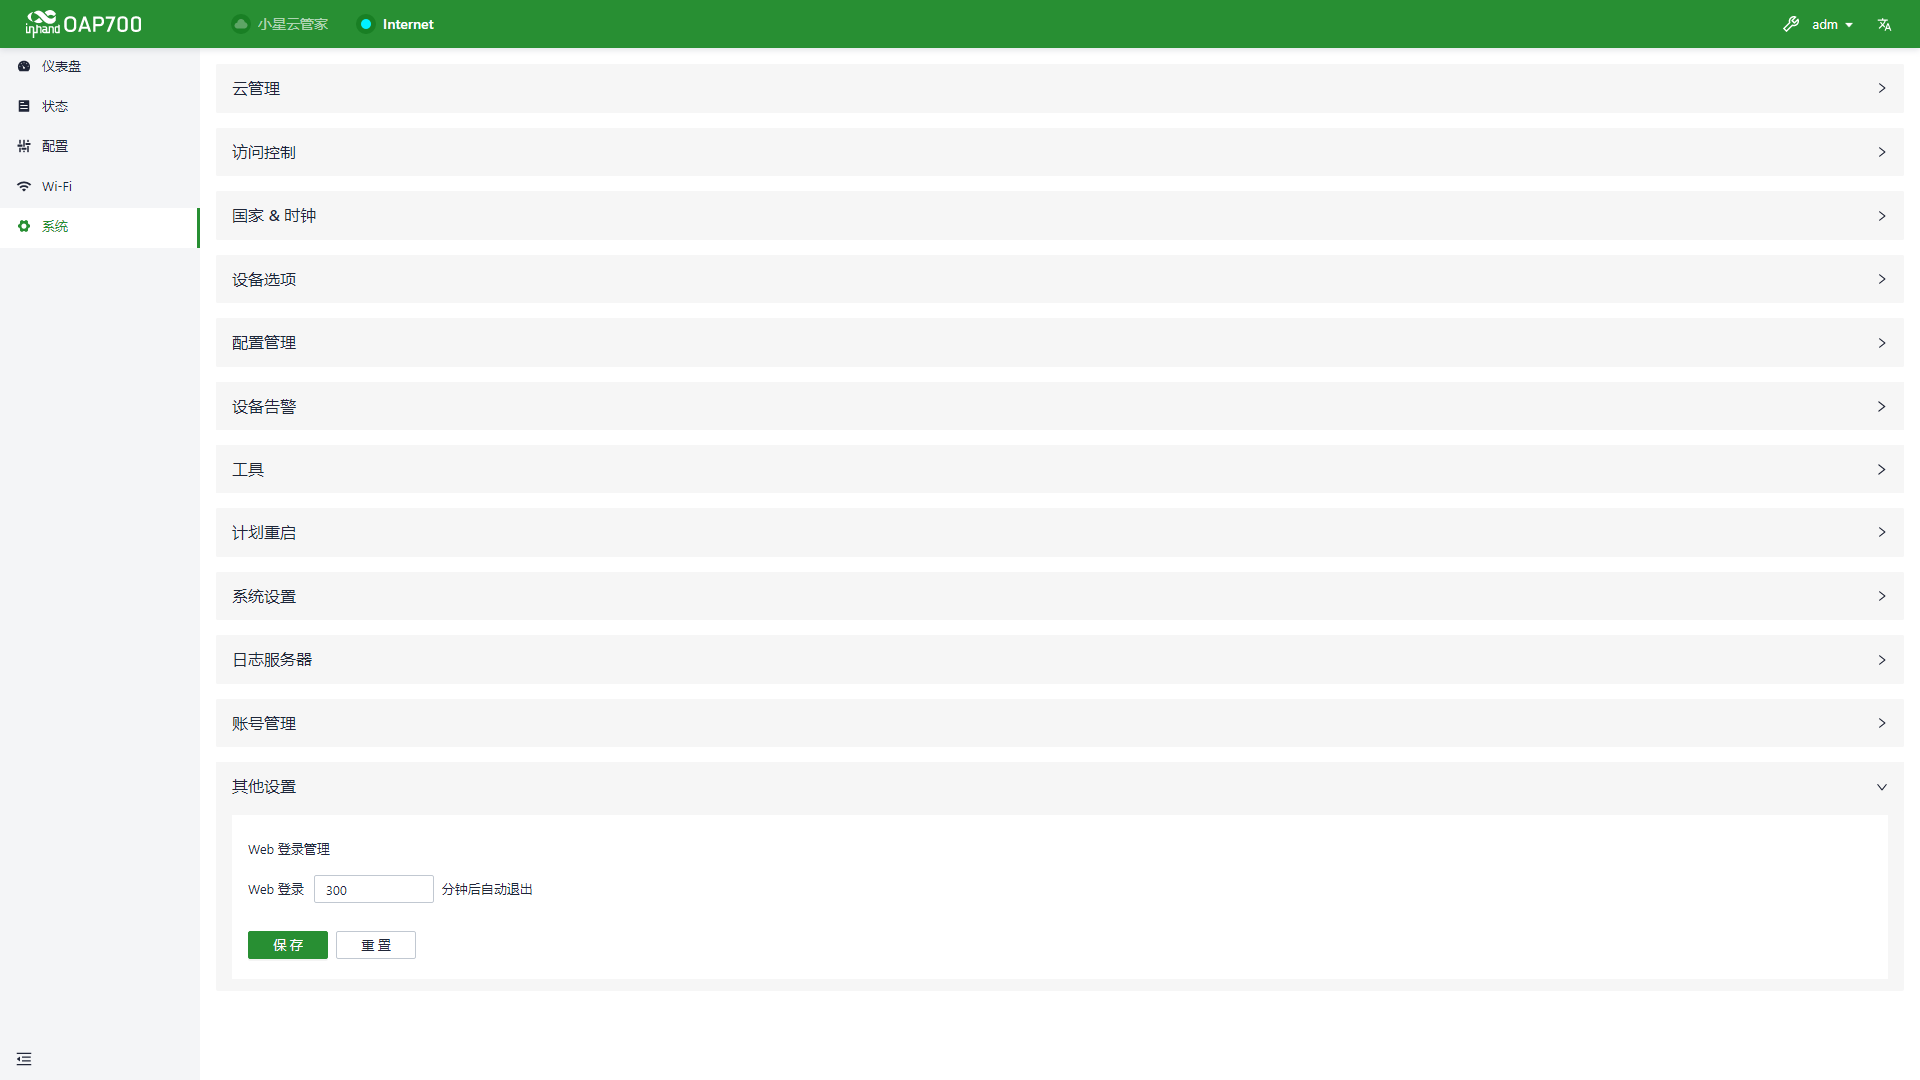 inhand OAP700
小星云管家
Internet
adm
仪表盘
状态
配置
Wi-Fi
系统
云管理
访问控制
国家 & 时钟
设备选项
配置管理
设备告警
工具
计划重启
系统设置
日志服务器
账号管理
其他设置
Web 登录管理
Web 登录 300 分钟后自动退出
保存 重置